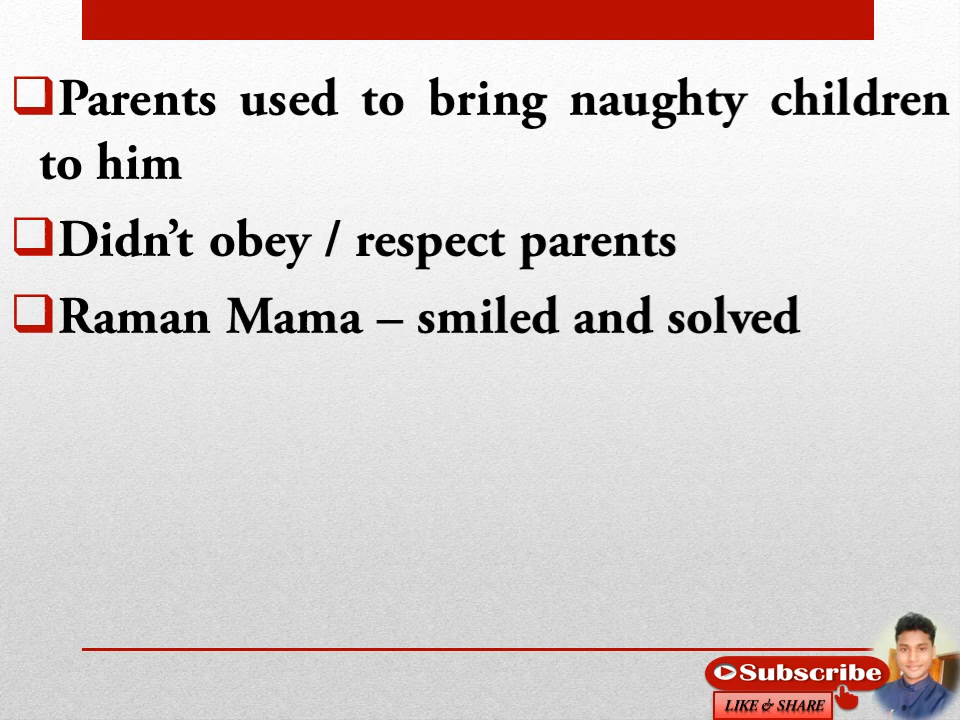 Parents used to bring naughty children
to him
Didn’t obey / respect parents
Raman Mama – smiled and solved
Subscribe
LIKE & SHARE